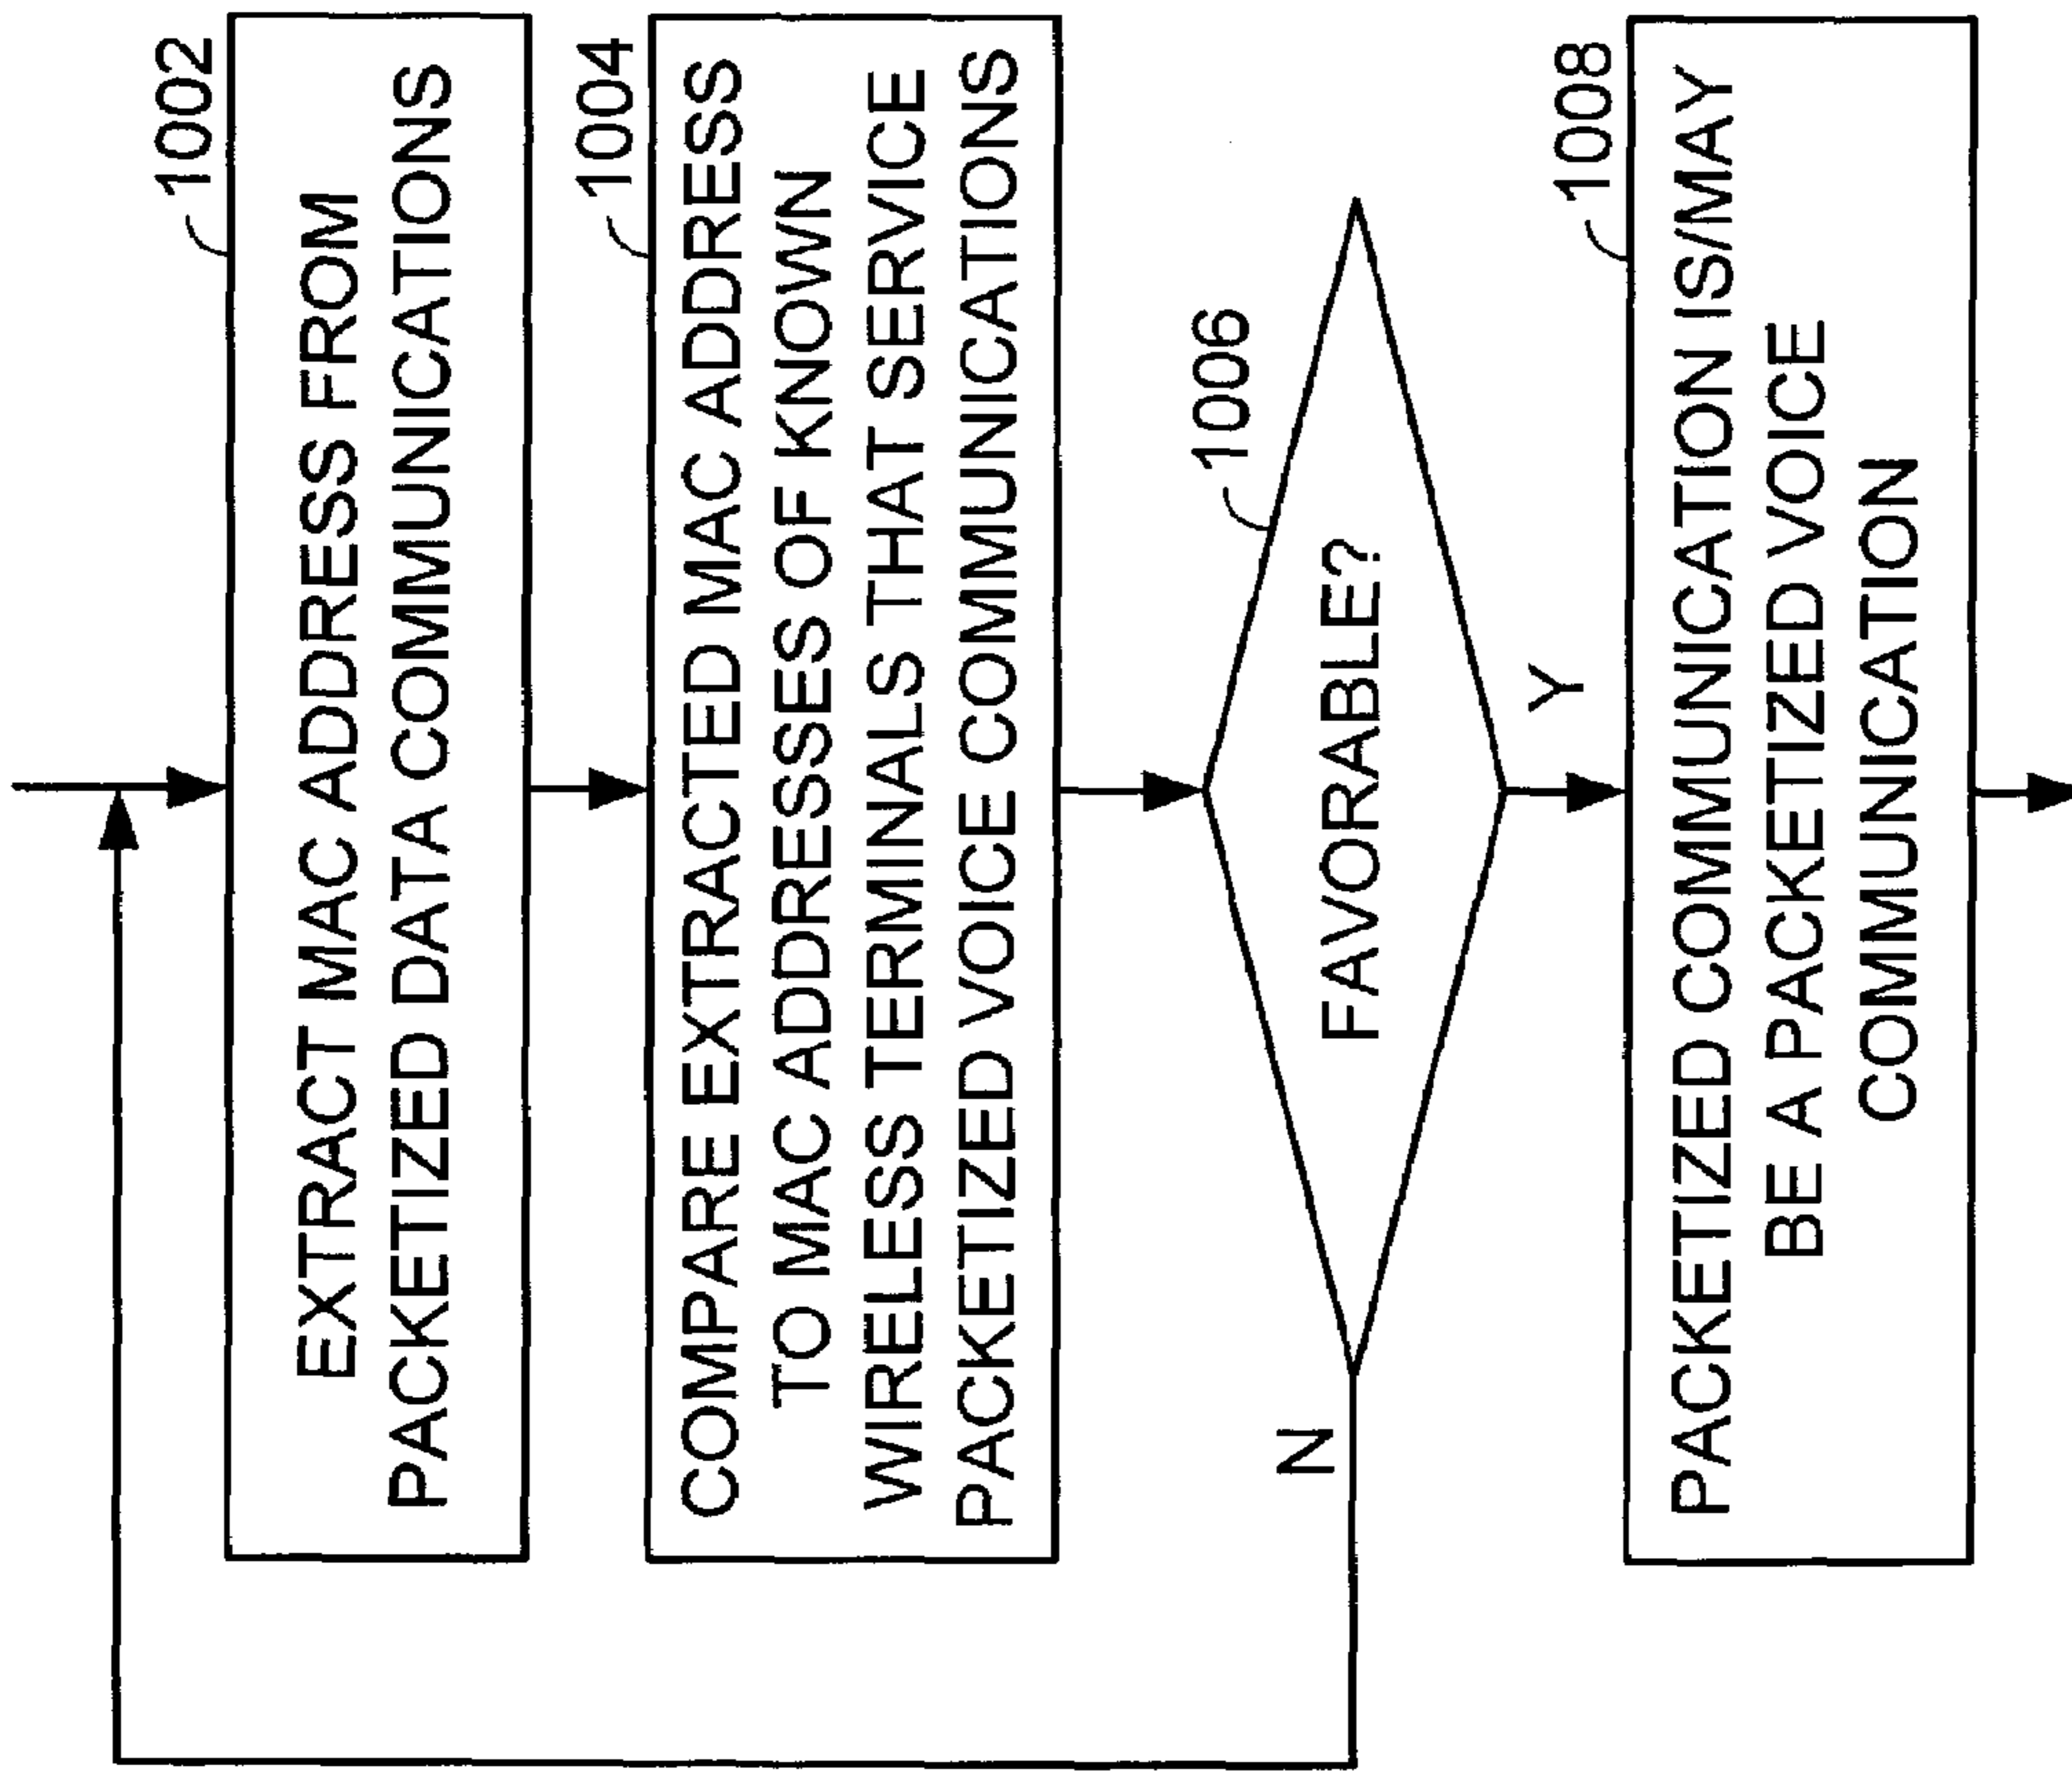 1002
EXTRACT MAC ADDRESS FROM
PACKETIZED DATA COMMUNICATIONS
1004
COMPARE EXTRACTED MAC ADDRESS
TO MAC ADDRESSES OF KNOWN
WIRELESS TERMINALS THAT SERVICE
PACKETIZED VOICE COMMUNICATIONS
1006
FAVORABLE?
N
Y
1008
PACKETIZED COMMUNICATION IS/MAY
BE A PACKETIZED VOICE
COMMUNICATION